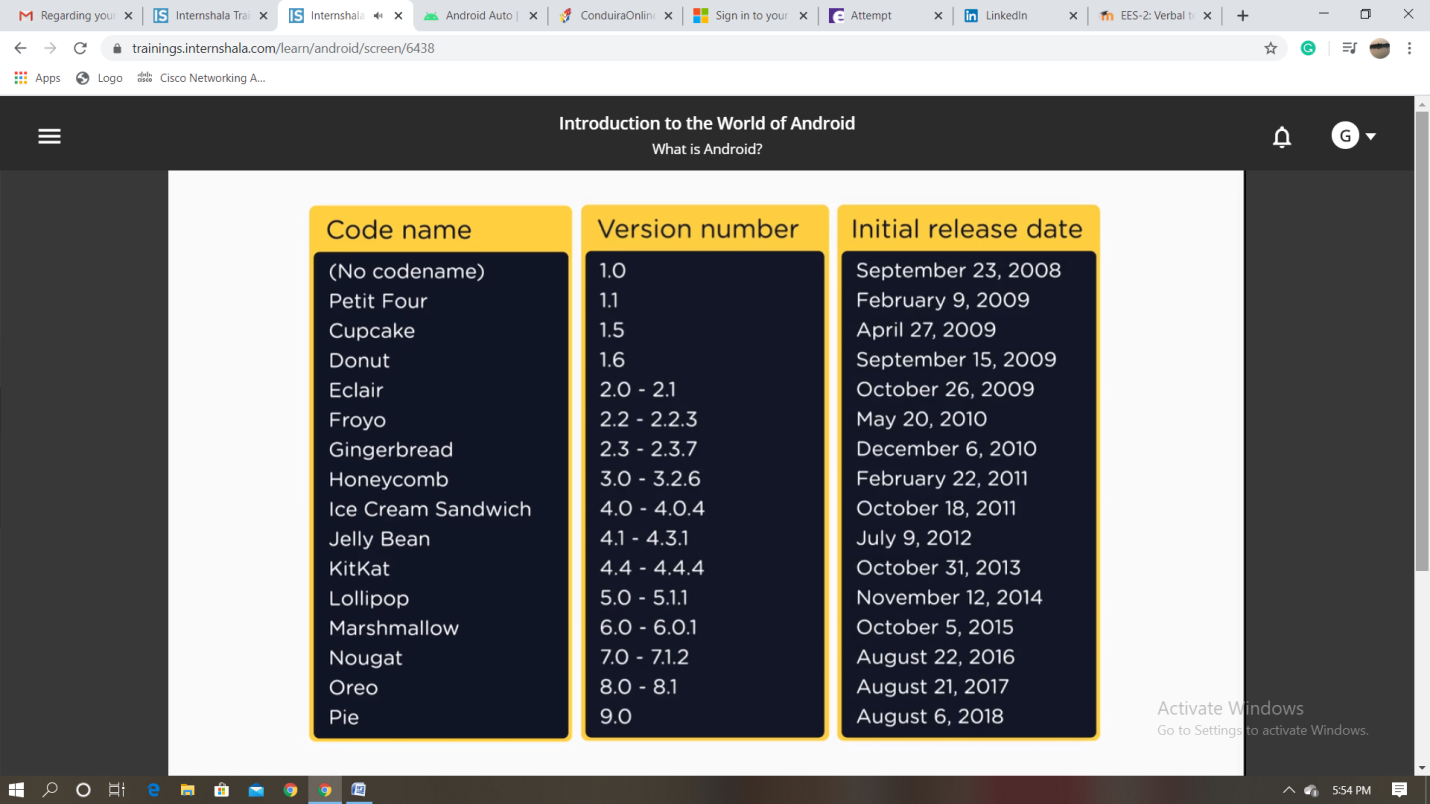 Regarding your
Internshala Trai
Internshala
Android Auto |
ConduiraOnline
Sign in to your
Attempt
LinkedIn
EES-2: Verbal t
trainings.internshala.com/learn/android/screen/6438
Apps
Logo
Cisco Networking A...
Introduction to the World of Android
What is Android?
G
Code name Version number Initial release date
(No codename) 1.0 September 23, 2008
Petit Four 1.1 February 9, 2009
Cupcake 1.5 April 27, 2009
Donut 1.6 September 15, 2009
Eclair 2.0 - 2.1 October 26, 2009
Froyo 2.2 - 2.2.3 May 20, 2010
Gingerbread 2.3 - 2.3.7 December 6, 2010
Honeycomb 3.0 - 3.2.6 February 22, 2011
Ice Cream Sandwich 4.0 - 4.0.4 October 18, 2011
Jelly Bean 4.1 - 4.3.1 July 9, 2012
KitKat 4.4 - 4.4.4 October 31, 2013
Lollipop 5.0 - 5.1.1 November 12, 2014
Marshmallow 6.0 - 6.0.1 October 5, 2015
Nougat 7.0 - 7.1.2 August 22, 2016
Oreo 8.0 - 8.1 August 21, 2017
Pie 9.0 August 6, 2018
Activate Windows
Go to Settings to activate Windows.
5:54 PM